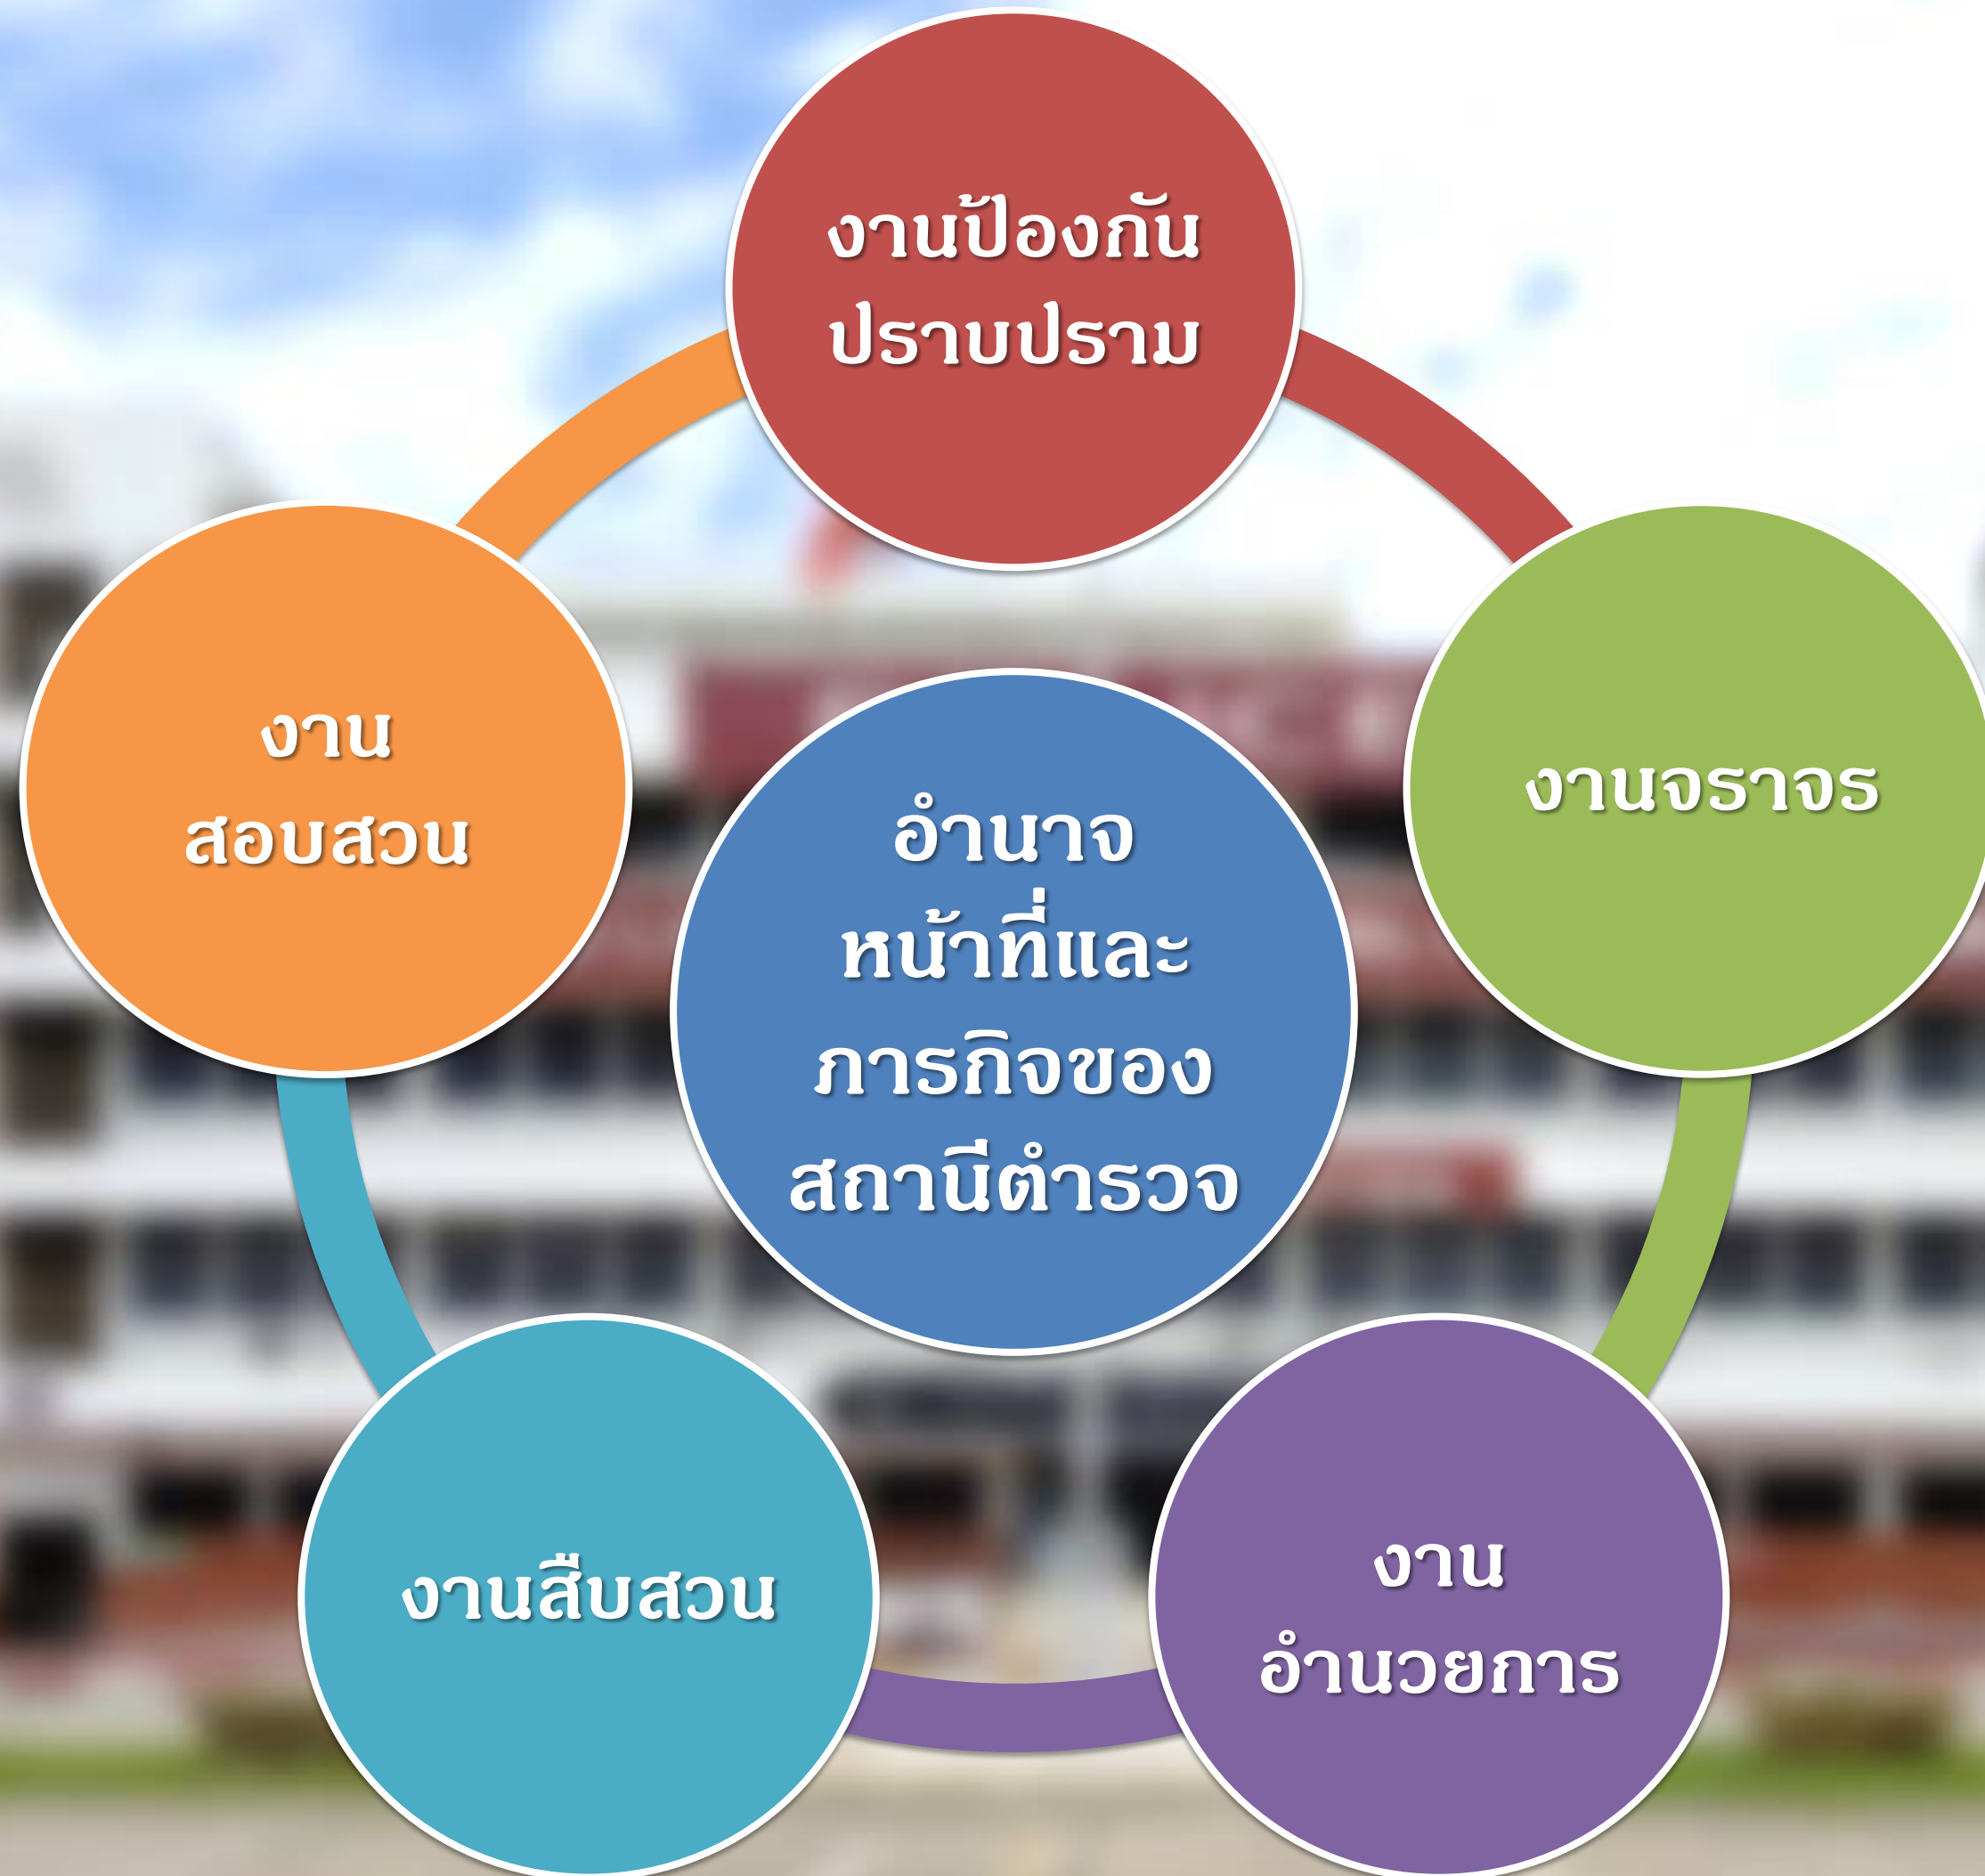 งานป้องกัน
ปราบปราม
งาน
สอบสวน
งานจราจร
อำนาจ
หน้าที่และ
ภารกิจของ
สถานีตำรวจ
งานสืบสวน
งาน
อำนวยการ